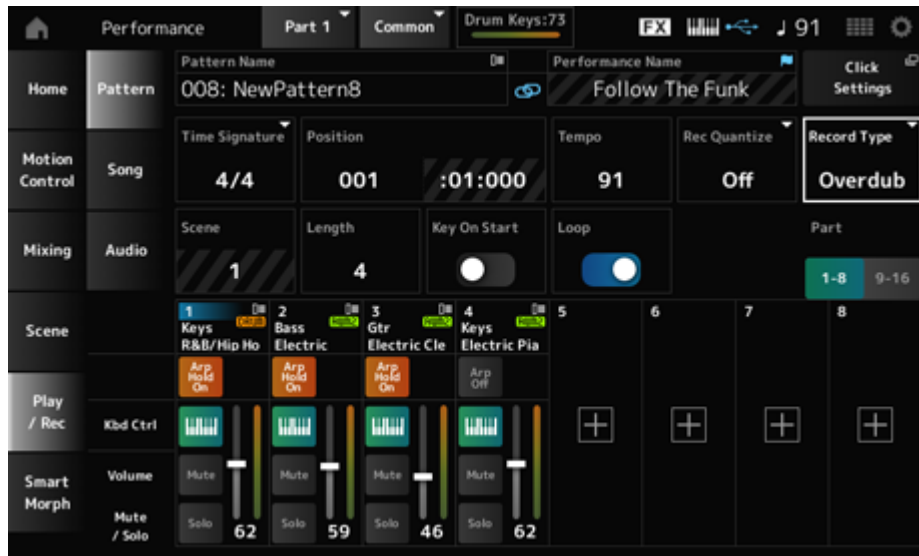 Performance
Part 1
Common
Drum Keys:73
FX
♩ 91
Home
Pattern
Pattern Name
008: NewPattern8
Performance Name
Follow The Funk
Click
Settings
Motion
Control
Song
Time Signature
4/4
Position
001 :01:000
Tempo
91
Rec Quantize
Off
Record Type
Overdub
Mixing
Audio
Scene
1
Length
4
Key On Start
Loop
Part
1-8 9-16
Scene
1
Keys
R&B/Hip Ho
2
Bass
Electric
3
Gtr
Electric Cle
4
Keys
Electric Pia
5
6
7
8
Arp
Hold
On
Arp
Hold
On
Arp
Hold
On
Arp
Off
Play
/ Rec
Kbd Ctrl
Smart
Morph
Volume
Mute
Mute
Mute
Mute
Mute
/ Solo
Solo
62
Solo
59
Solo
46
Solo
62